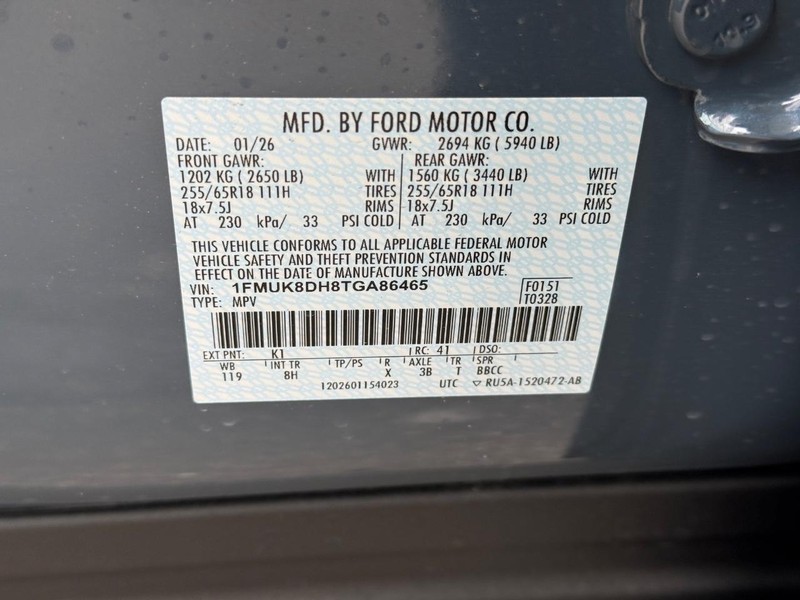 MFD. BY FORD MOTOR CO.
DATE: 01/26 GVWR: 2694 KG ( 5940 LB)
FRONT GAWR: REAR GAWR:
1202 KG ( 2650 LB) WITH 1560 KG ( 3440 LB) WITH
255/65R18 111H TIRES 255/65R18 111H TIRES
18x7.5J RIMS 18x7.5J RIMS
AT 230 kPa/ 33 PSI COLD AT 230 kPa/ 33 PSI COLD
THIS VEHICLE CONFORMS TO ALL APPLICABLE FEDERAL MOTOR
VEHICLE SAFETY AND THEFT PREVENTION STANDARDS IN
EFFECT ON THE DATE OF MANUFACTURE SHOWN ABOVE.
VIN: 1FMUK8DH8TGA86465 F0151
TYPE: MPV T0328
EXT PNT: K1 RC: 41 DSO:
WB INT TR TP/PS R AXLE TR SPR
119 8H X 3B T BBCC
1202601154023 UTC ▽ RU5A-1520472-AB